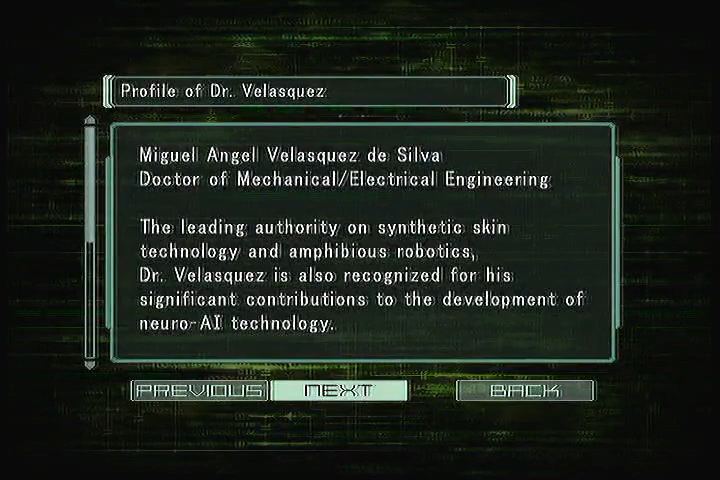 Profile of Dr. Velasquez
Miguel Angel Velasquez de Silva
Doctor of Mechanical/Electrical Engineering
The leading authority on synthetic skin
technology and amphibious robotics,
Dr. Velasquez is also recognized for his
significant contributions to the development of
neuro-AI technology.
PREVIOUS NEXT BACK